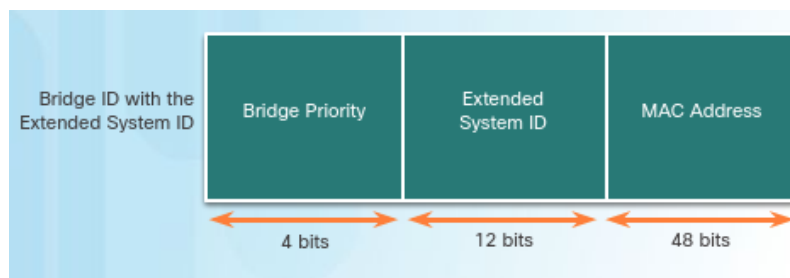 Bridge ID with the
Extended System ID
Bridge Priority
Extended
System ID
MAC Address
4 bits
12 bits
48 bits